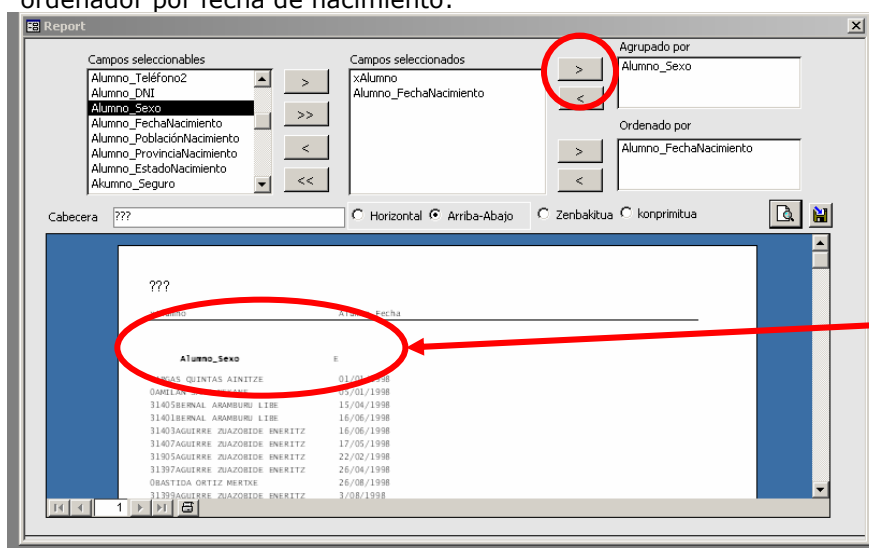 ordenador por fecha de nacimiento.
Report
Campos seleccionables
Alumno_Teléfono2
Alumno_DNI
Alumno_Sexo
Alumno_FechaNacimiento
Alumno_PoblaciónNacimiento
Alumno_ProvinciaNacimiento
Alumno_EstadoNacimiento
Akumno_Seguro
>
>>
<
<<
Campos seleccionados
xAlumno
Alumno_FechaNacimiento
>
<
Agrupado por
Alumno_Sexo
Ordenado por
>
<
Alumno_FechaNacimiento
Cabecera ???
Horizontal Arriba-Abajo Zenbakitua konprimitua
???
Alumno_Sexo E
QUINTAS AINITZE 01/01/1998
05/01/1998
31405BERNAL ARAMBURU LIBE 15/04/1998
31401BERNAL ARAMBURU LIBE 16/06/1998
31403AGUIRRE ZUAZOBIDE ENERITZ 16/06/1998
31407AGUIRRE ZUAZOBIDE ENERITZ 17/05/1998
31905AGUIRRE ZUAZOBIDE ENERITZ 22/02/1998
31397AGUIRRE ZUAZOBIDE ENERITZ 26/04/1998
0BASTIDA ORTIZ MERTXE 26/08/1998
31399AGUIRRE ZUAZOBIDE ENERITZ 3/08/1998
1